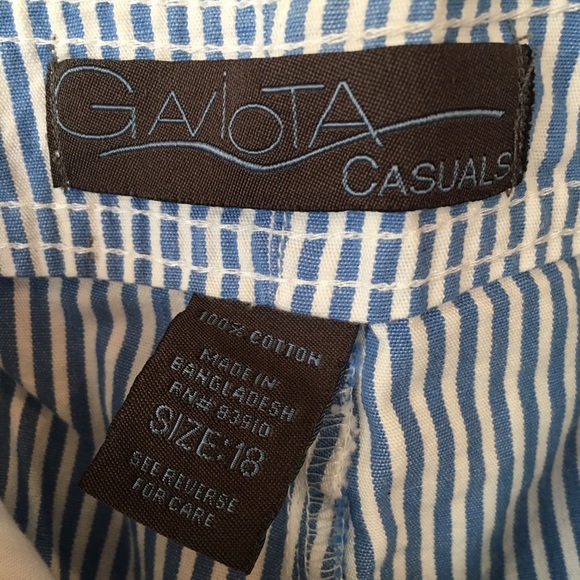 GAVIOTA
CASUALS
100% COTTON
MADE IN
BANGLADESH
RN# 83910
SIZE: 18
SEE REVERSE
FOR CARE